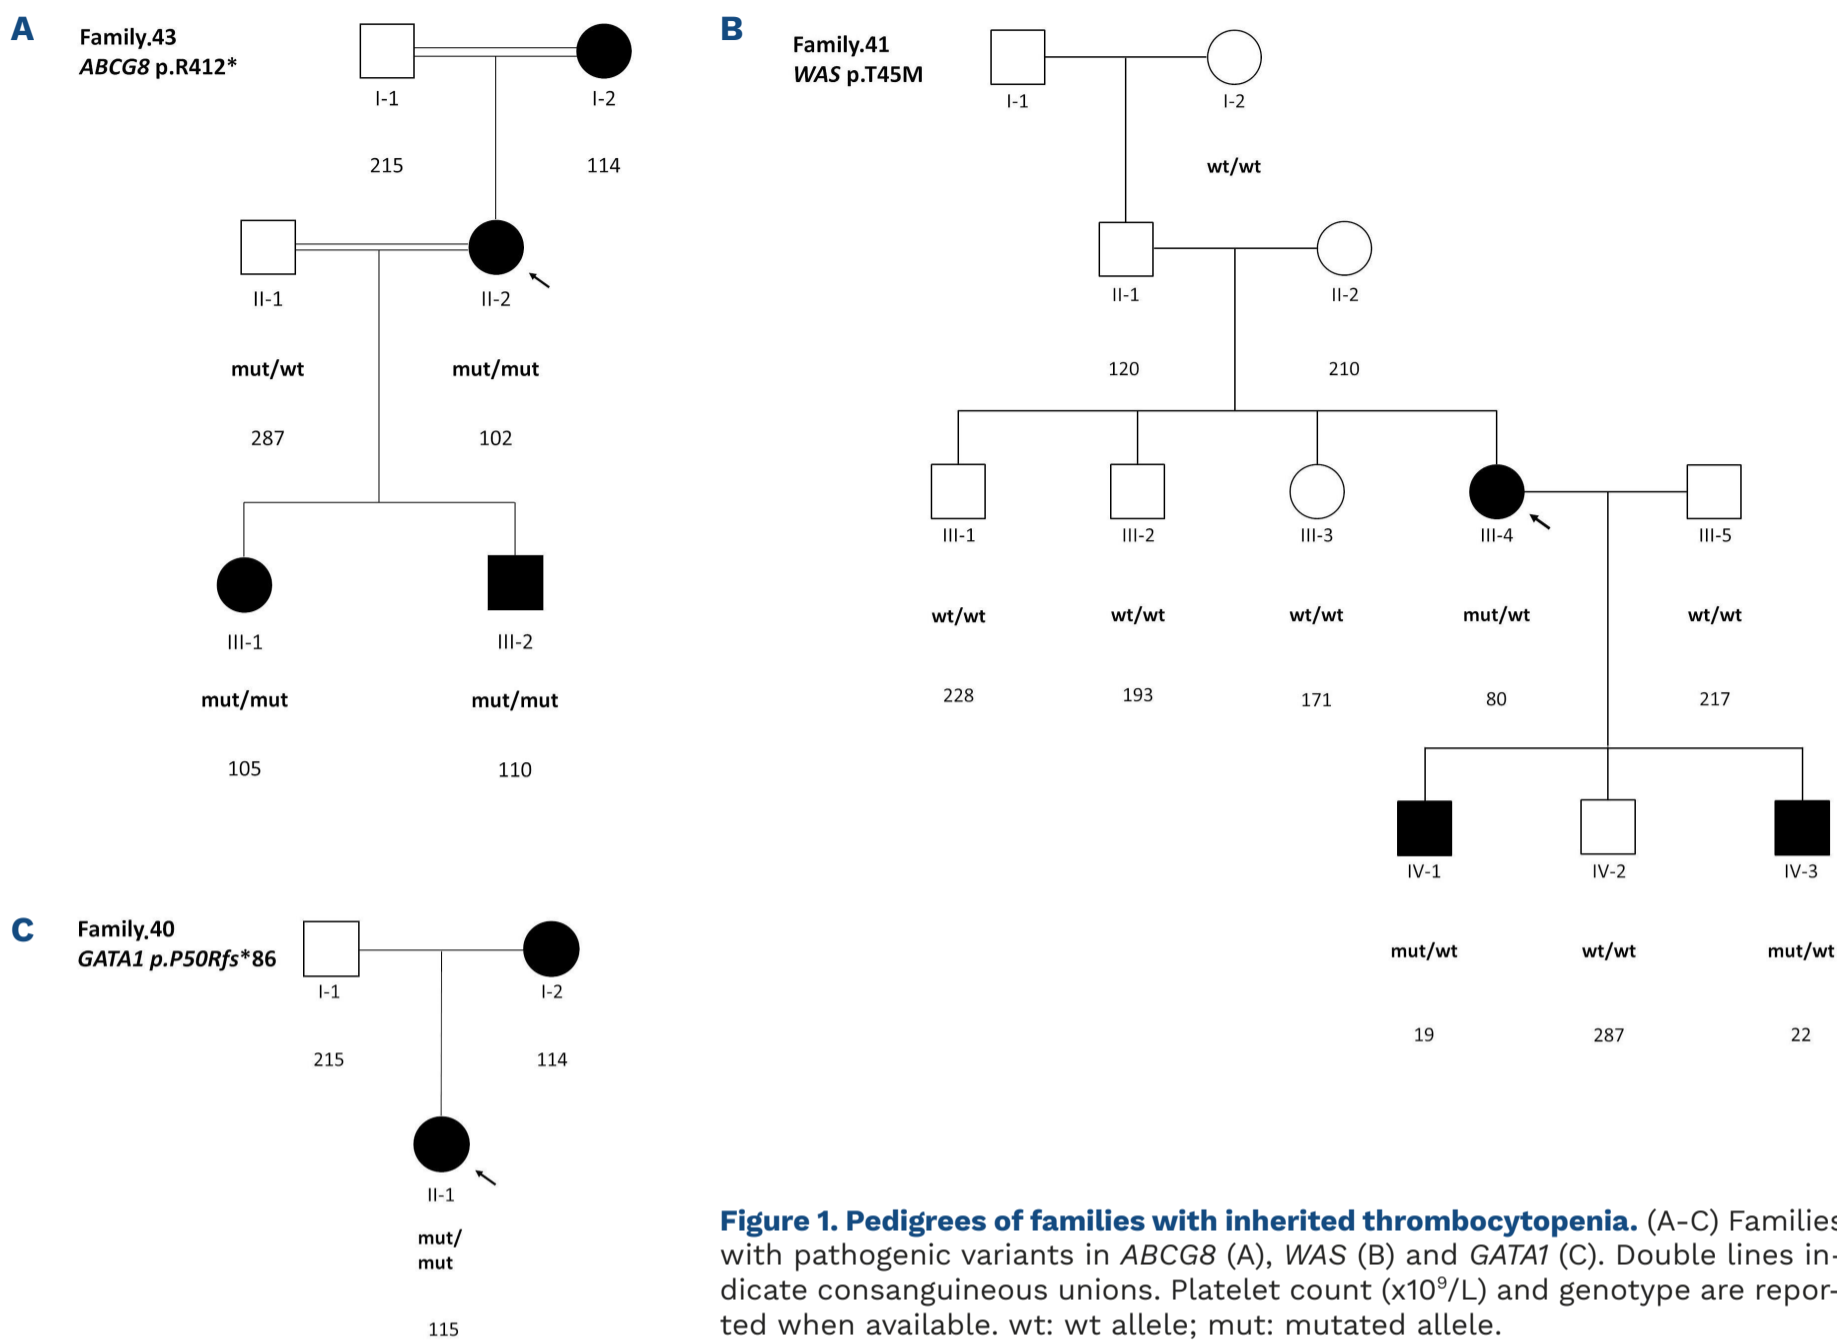 A
Family.43
ABCG8 p.R412*
I-1
I-2
215
114
II-1
II-2
mut/wt
mut/mut
287
102
III-1
III-2
mut/mut
mut/mut
105
110
B
Family.41
WAS p.T45M
I-1
I-2
wt/wt
II-1
II-2
120
210
III-1
III-2
III-3
III-4
III-5
wt/wt
wt/wt
wt/wt
mut/wt
wt/wt
228
193
171
80
217
IV-1
IV-2
IV-3
mut/wt
wt/wt
mut/wt
19
287
22
C
Family.40
GATA1 p.P50Rfs*86
I-1
I-2
215
114
II-1
mut/
mut
115
Figure 1. Pedigrees of families with inherited thrombocytopenia. (A-C) Families
with pathogenic variants in ABCG8 (A), WAS (B) and GATA1 (C). Double lines in-
dicate consanguineous unions. Platelet count (x10⁹/L) and genotype are repor-
ted when available. wt: wt allele; mut: mutated allele.